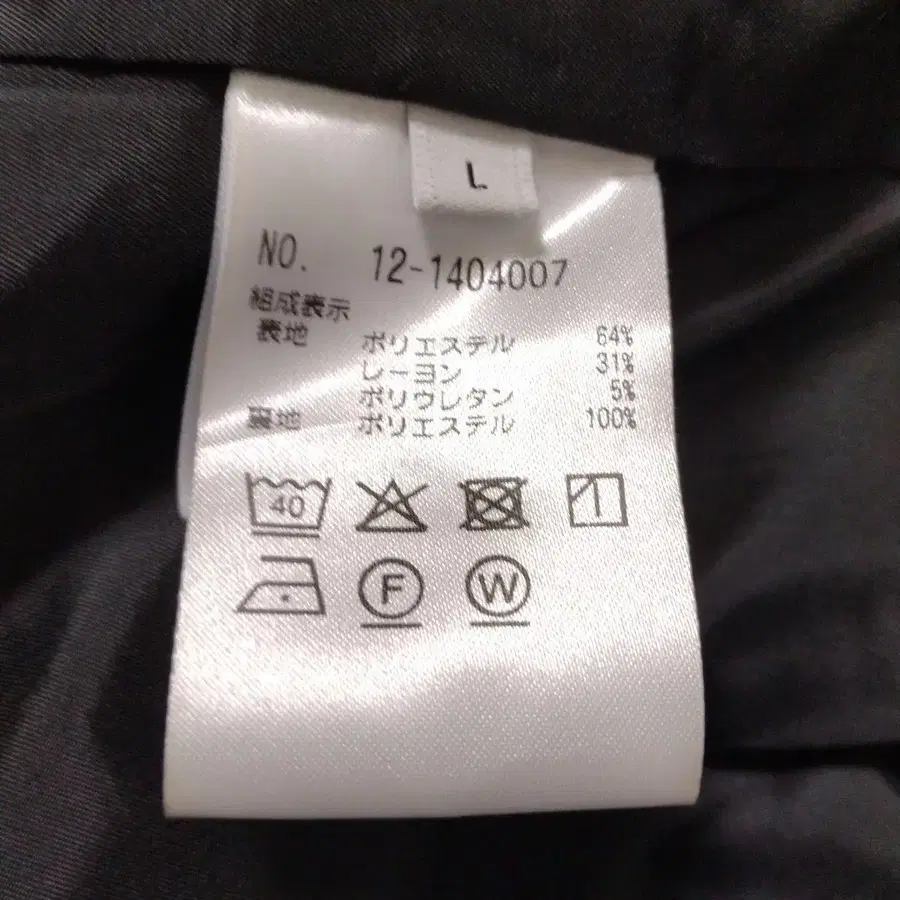 L
NO. 12-1404007
組成表示
表地 ポリエステル 64%
レーヨン 31%
ポリウレタン 5%
裏地 ポリエステル 100%
40
F W